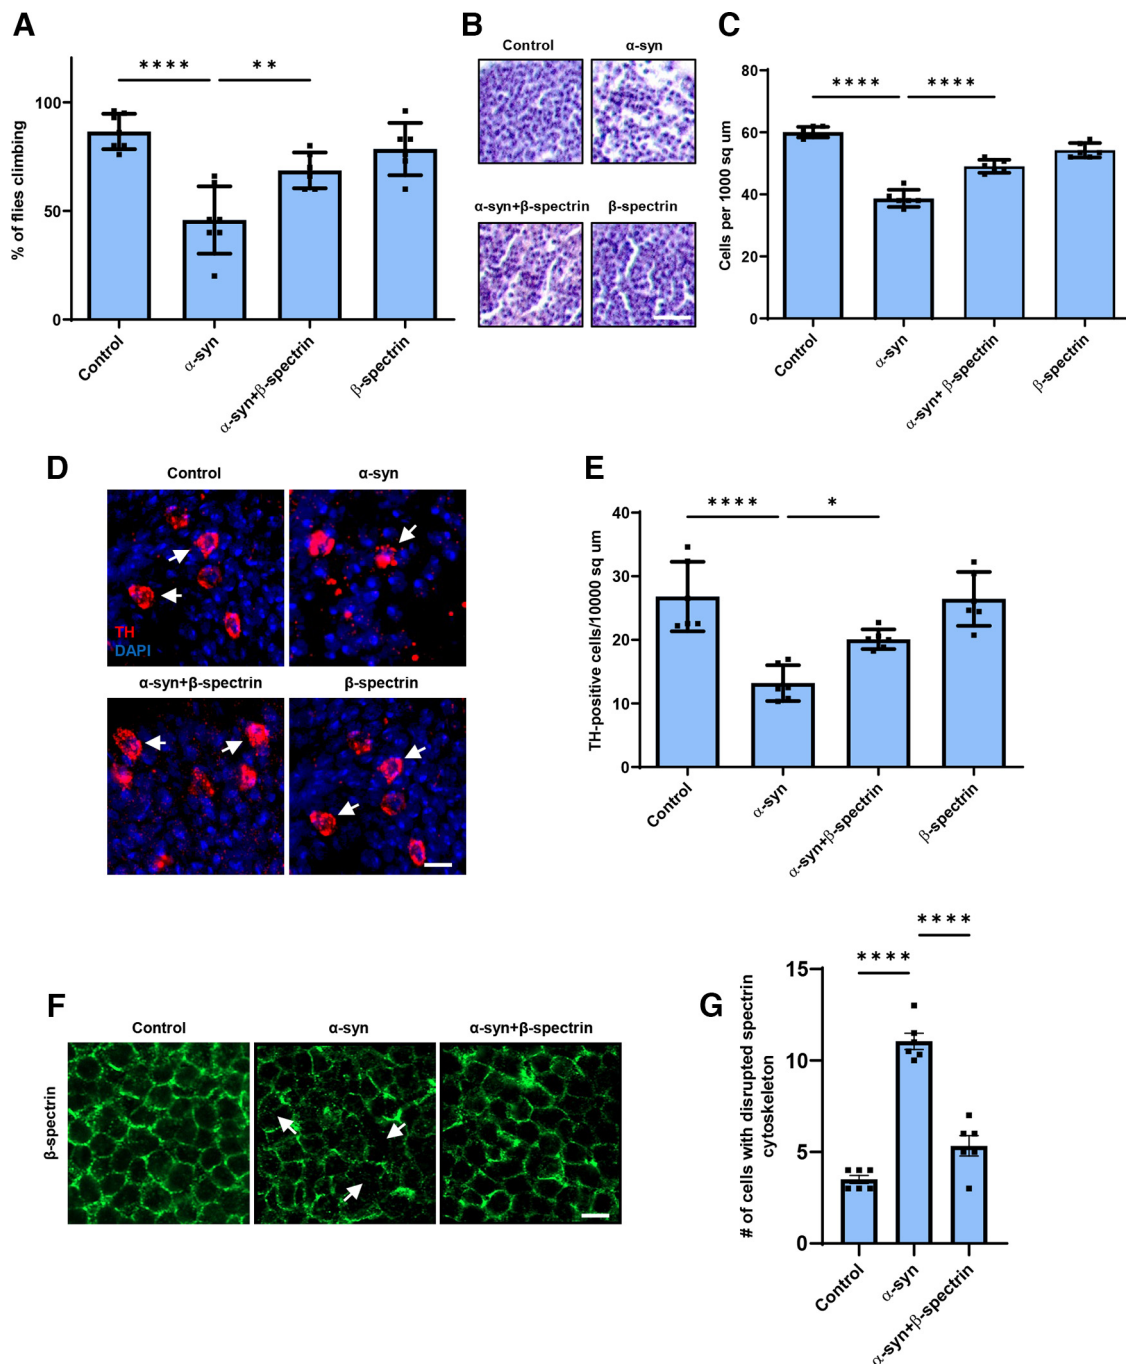 A
% of flies climbing
100
50
0
****
**
Control
α-syn
α-syn+β-spectrin
β-spectrin
B
Control
α-syn
α-syn+β-spectrin
β-spectrin
C
Cells per 1000 sq um
80
60
40
20
0
****
****
Control
α-syn
α-syn+ β-spectrin
β-spectrin
D
Control
α-syn
TH
DAPI
α-syn+β-spectrin
β-spectrin
E
TH-positive cells/10000 sq um
40
30
20
10
0
****
*
Control
α-syn
α-syn+β-spectrin
β-spectrin
F
Control
α-syn
α-syn+β-spectrin
β-spectrin
G
# of cells with disrupted spectrin
cytoskeleton
15
10
5
0
****
****
Control
α-syn
α-syn+β-spectrin